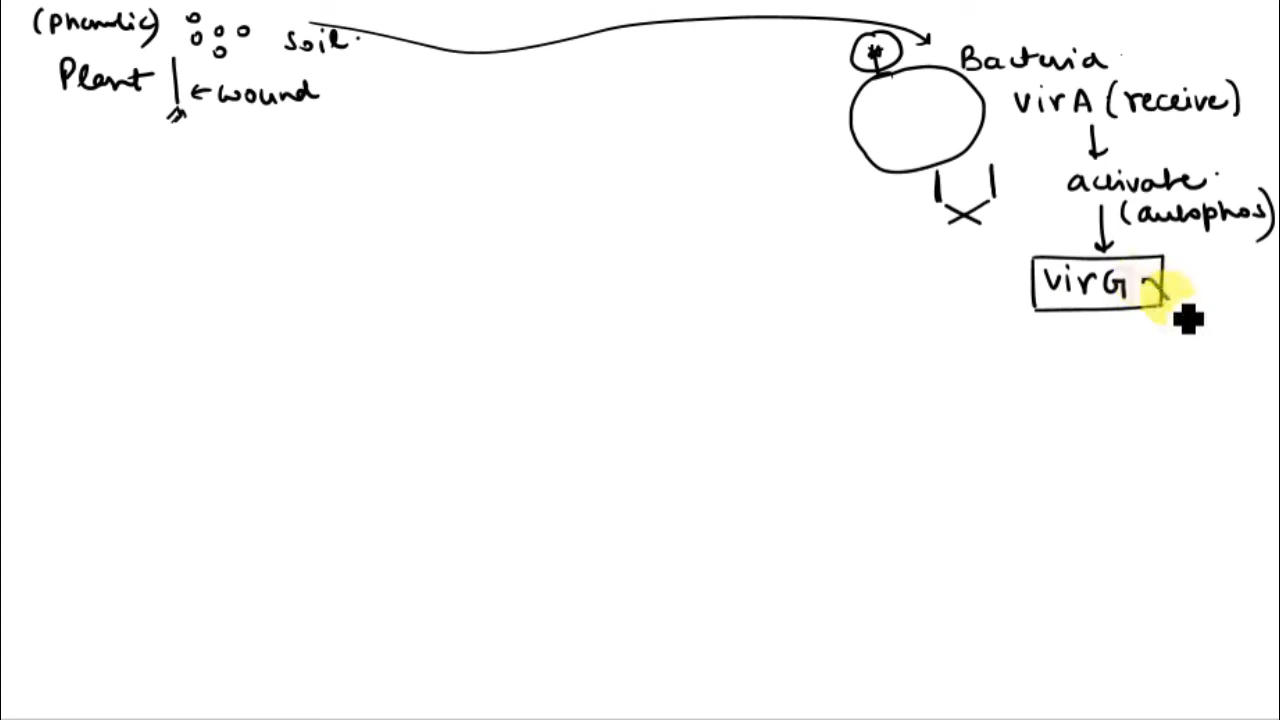 (Phenolic)
soil.
Plant
← wound
Bacteria
virA (receive)
activate
(autophos)
virG